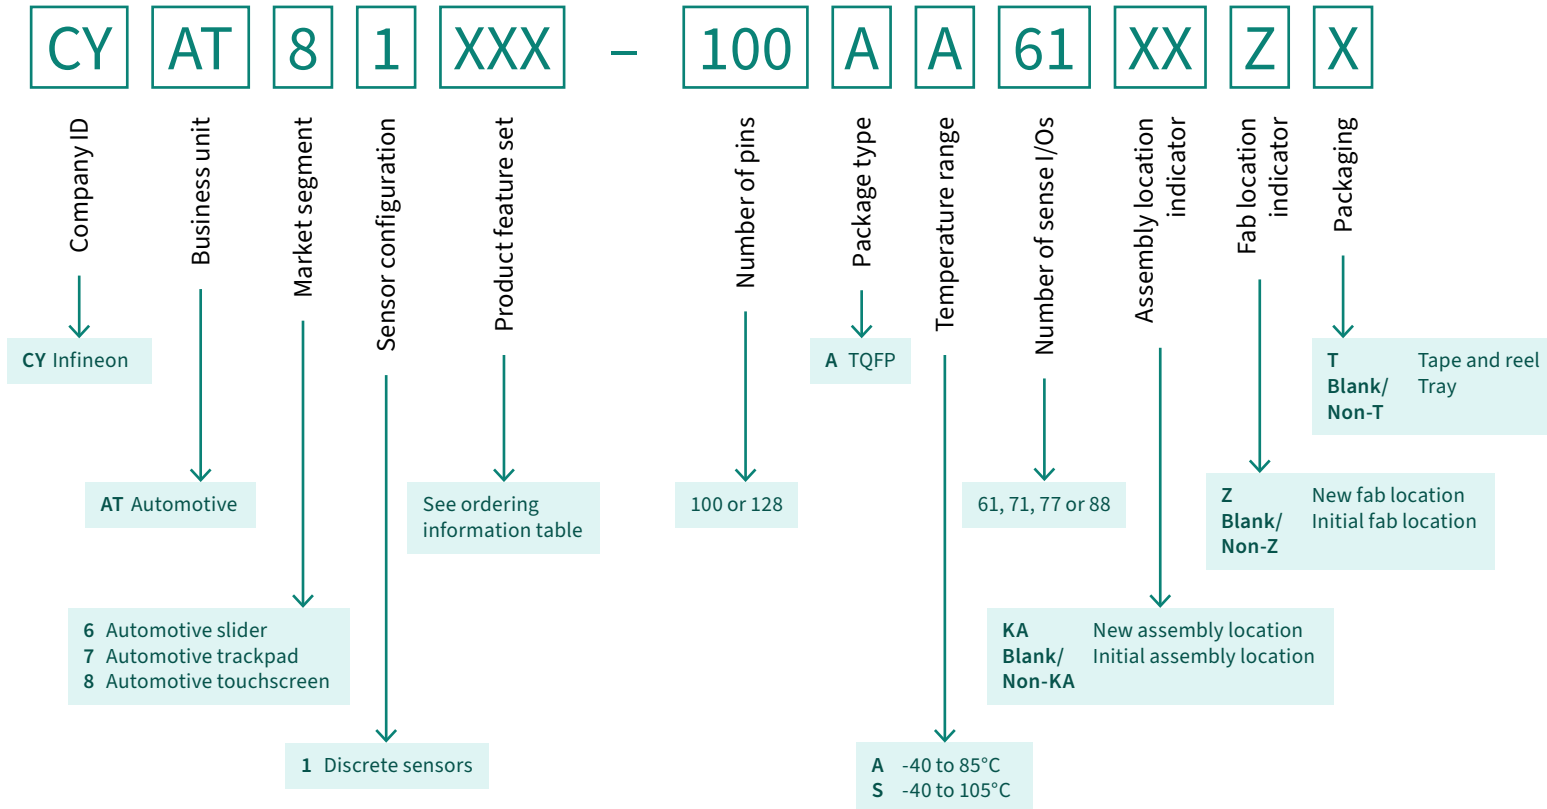 CY AT 8 1 XXX – 100 A A 61 XX Z X
Company ID
Business unit
Market segment
Sensor configuration
Product feature set
Number of pins
Package type
Temperature range
Number of sense I/Os
Assembly location
indicator
Fab location
indicator
Packaging
CY Infineon
A TQFP
T Tape and reel
Blank/ Tray
Non-T
AT Automotive
See ordering
information table
100 or 128
61, 71, 77 or 88
Z New fab location
Blank/ Initial fab location
Non-Z
6 Automotive slider
7 Automotive trackpad
8 Automotive touchscreen
KA New assembly location
Blank/ Initial assembly location
Non-KA
1 Discrete sensors
A -40 to 85°C
S -40 to 105°C